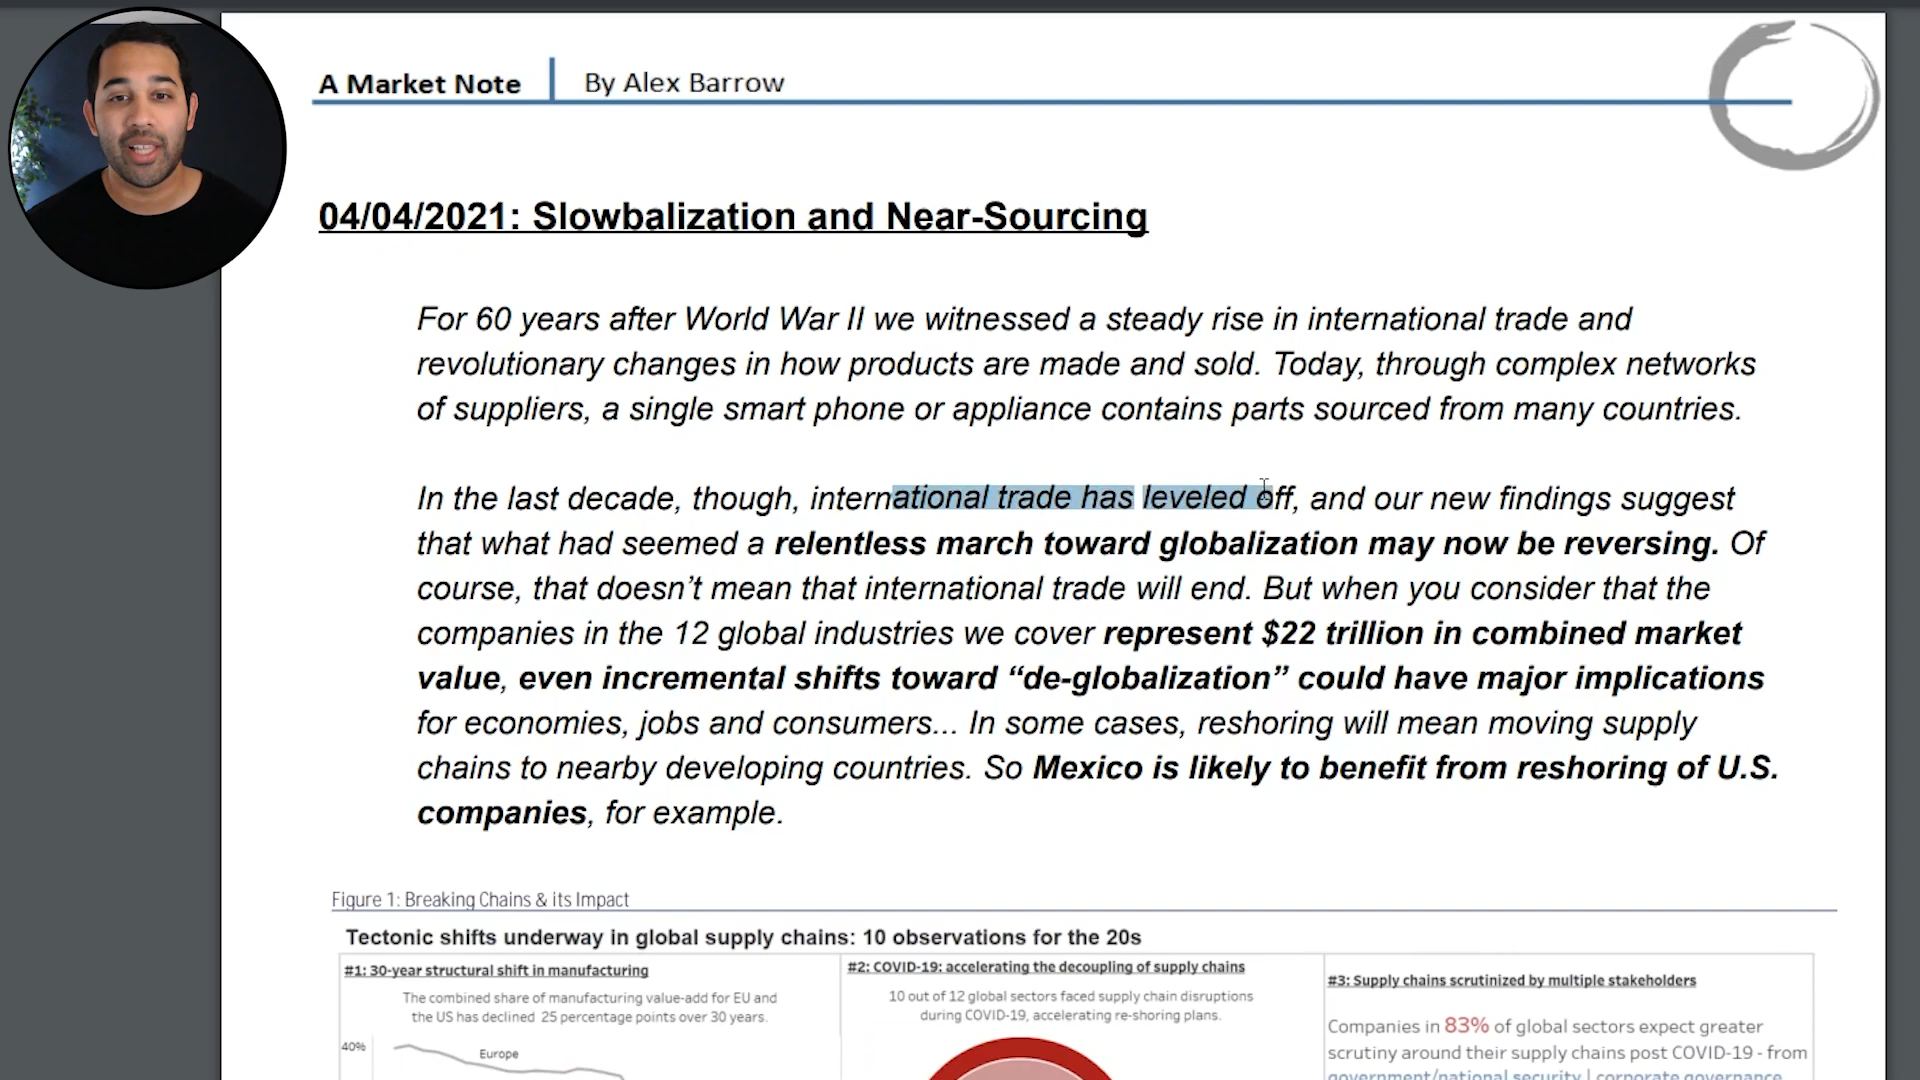 A Market Note
By Alex Barrow
04/04/2021: Slowbalization and Near-Sourcing
For 60 years after World War II we witnessed a steady rise in international trade and
revolutionary changes in how products are made and sold. Today, through complex networks
of suppliers, a single smart phone or appliance contains parts sourced from many countries.
In the last decade, though, international trade has leveled off, and our new findings suggest
that what had seemed a relentless march toward globalization may now be reversing. Of
course, that doesn’t mean that international trade will end. But when you consider that the
companies in the 12 global industries we cover represent $22 trillion in combined market
value, even incremental shifts toward “de-globalization” could have major implications
for economies, jobs and consumers... In some cases, reshoring will mean moving supply
chains to nearby developing countries. So Mexico is likely to benefit from reshoring of U.S.
companies, for example.
Figure 1: Breaking Chains & its Impact
Tectonic shifts underway in global supply chains: 10 observations for the 20s
#1: 30-year structural shift in manufacturing
The combined share of manufacturing value-add for EU and
the US has declined 25 percentage points over 30 years.
40%
Europe
#2: COVID-19: accelerating the decoupling of supply chains
10 out of 12 global sectors faced supply chain disruptions
during COVID-19, accelerating re-shoring plans.
#3: Supply chains scrutinized by multiple stakeholders
Companies in 83% of global sectors expect greater
scrutiny around their supply chains post COVID-19 - from
government/national security | corporate governance